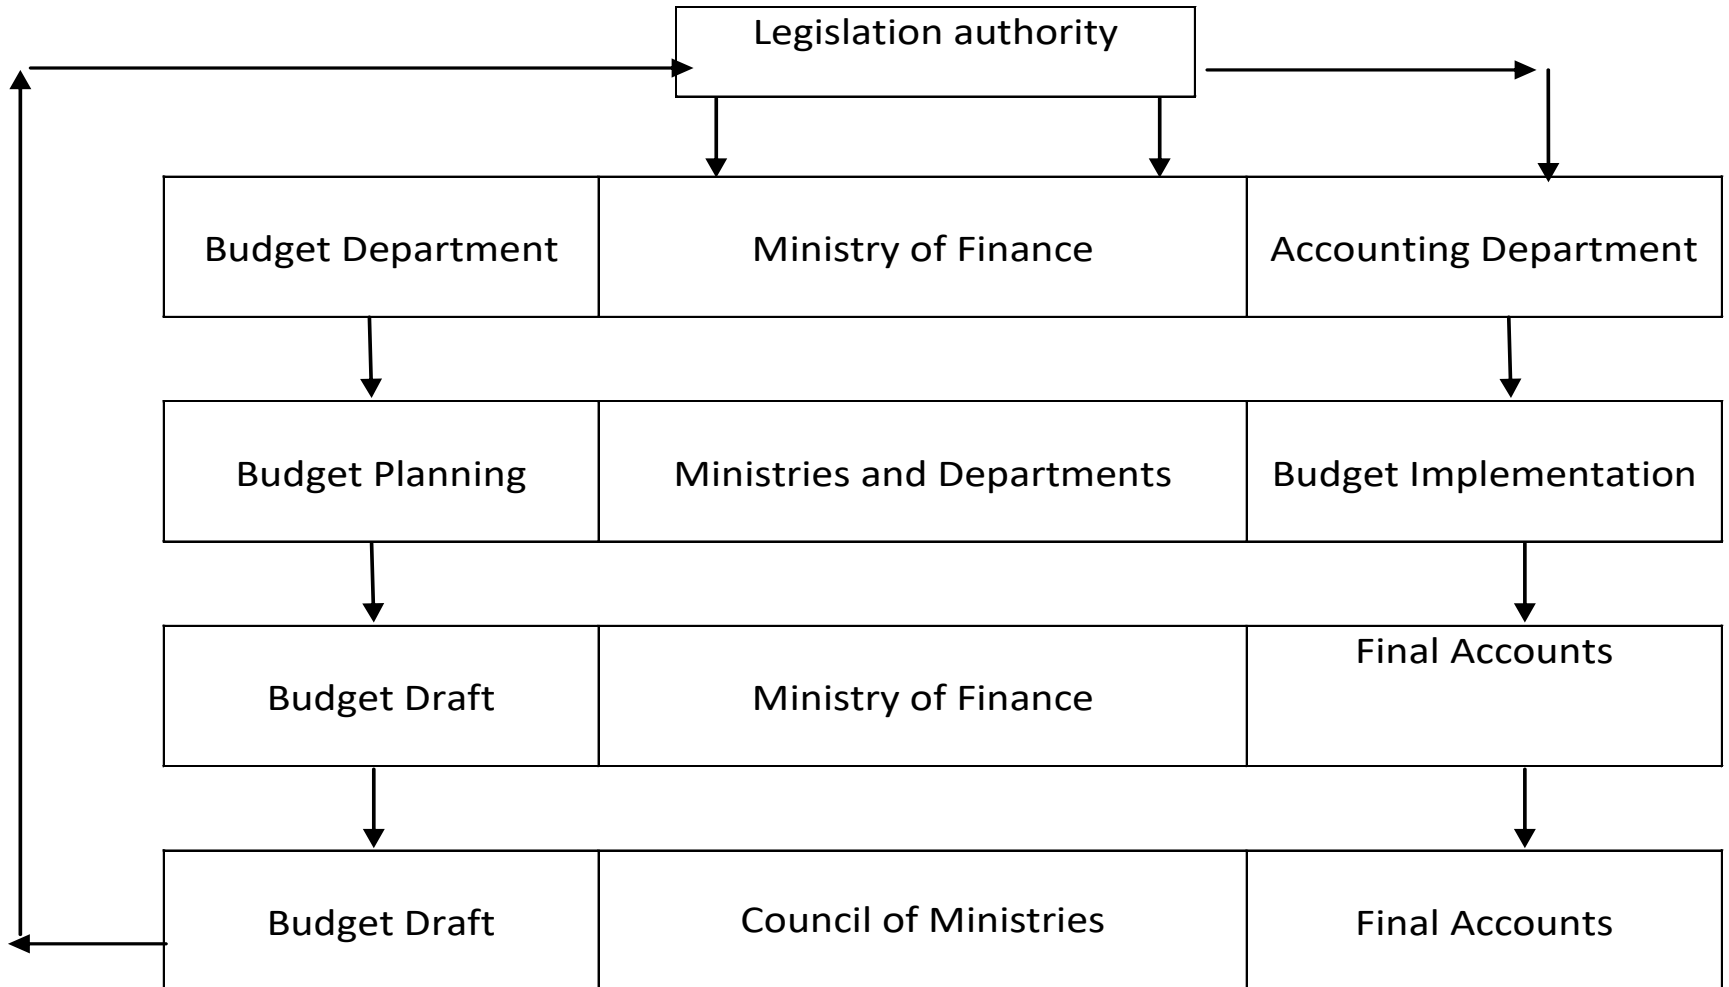 Legislation authority
Budget Department
Ministry of Finance
Accounting Department
Budget Planning
Ministries and Departments
Budget Implementation
Budget Draft
Ministry of Finance
Final Accounts
Budget Draft
Council of Ministries
Final Accounts